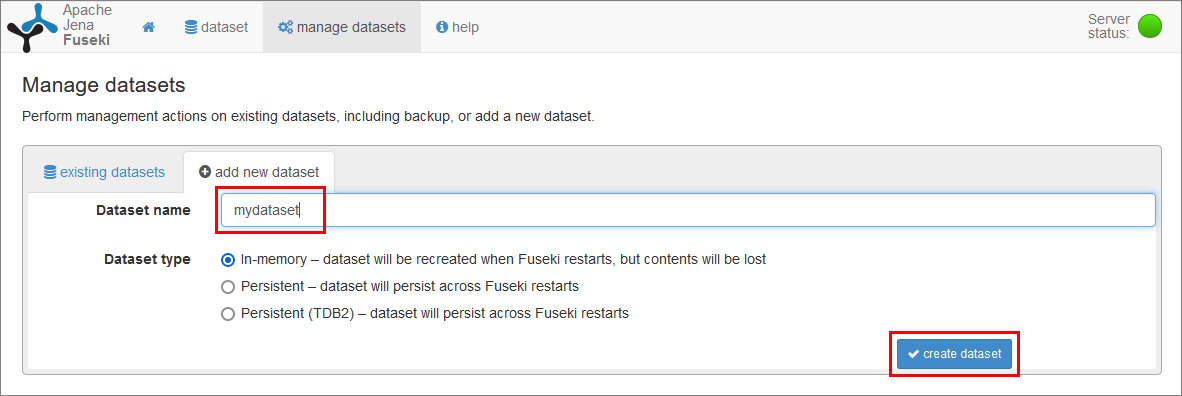 Apache
Jena
Fuseki
dataset
manage datasets
help
Server
status:
Manage datasets
Perform management actions on existing datasets, including backup, or add a new dataset.
existing datasets
add new dataset
Dataset name
mydataset
Dataset type
In-memory – dataset will be recreated when Fuseki restarts, but contents will be lost
Persistent – dataset will persist across Fuseki restarts
Persistent (TDB2) – dataset will persist across Fuseki restarts
create dataset